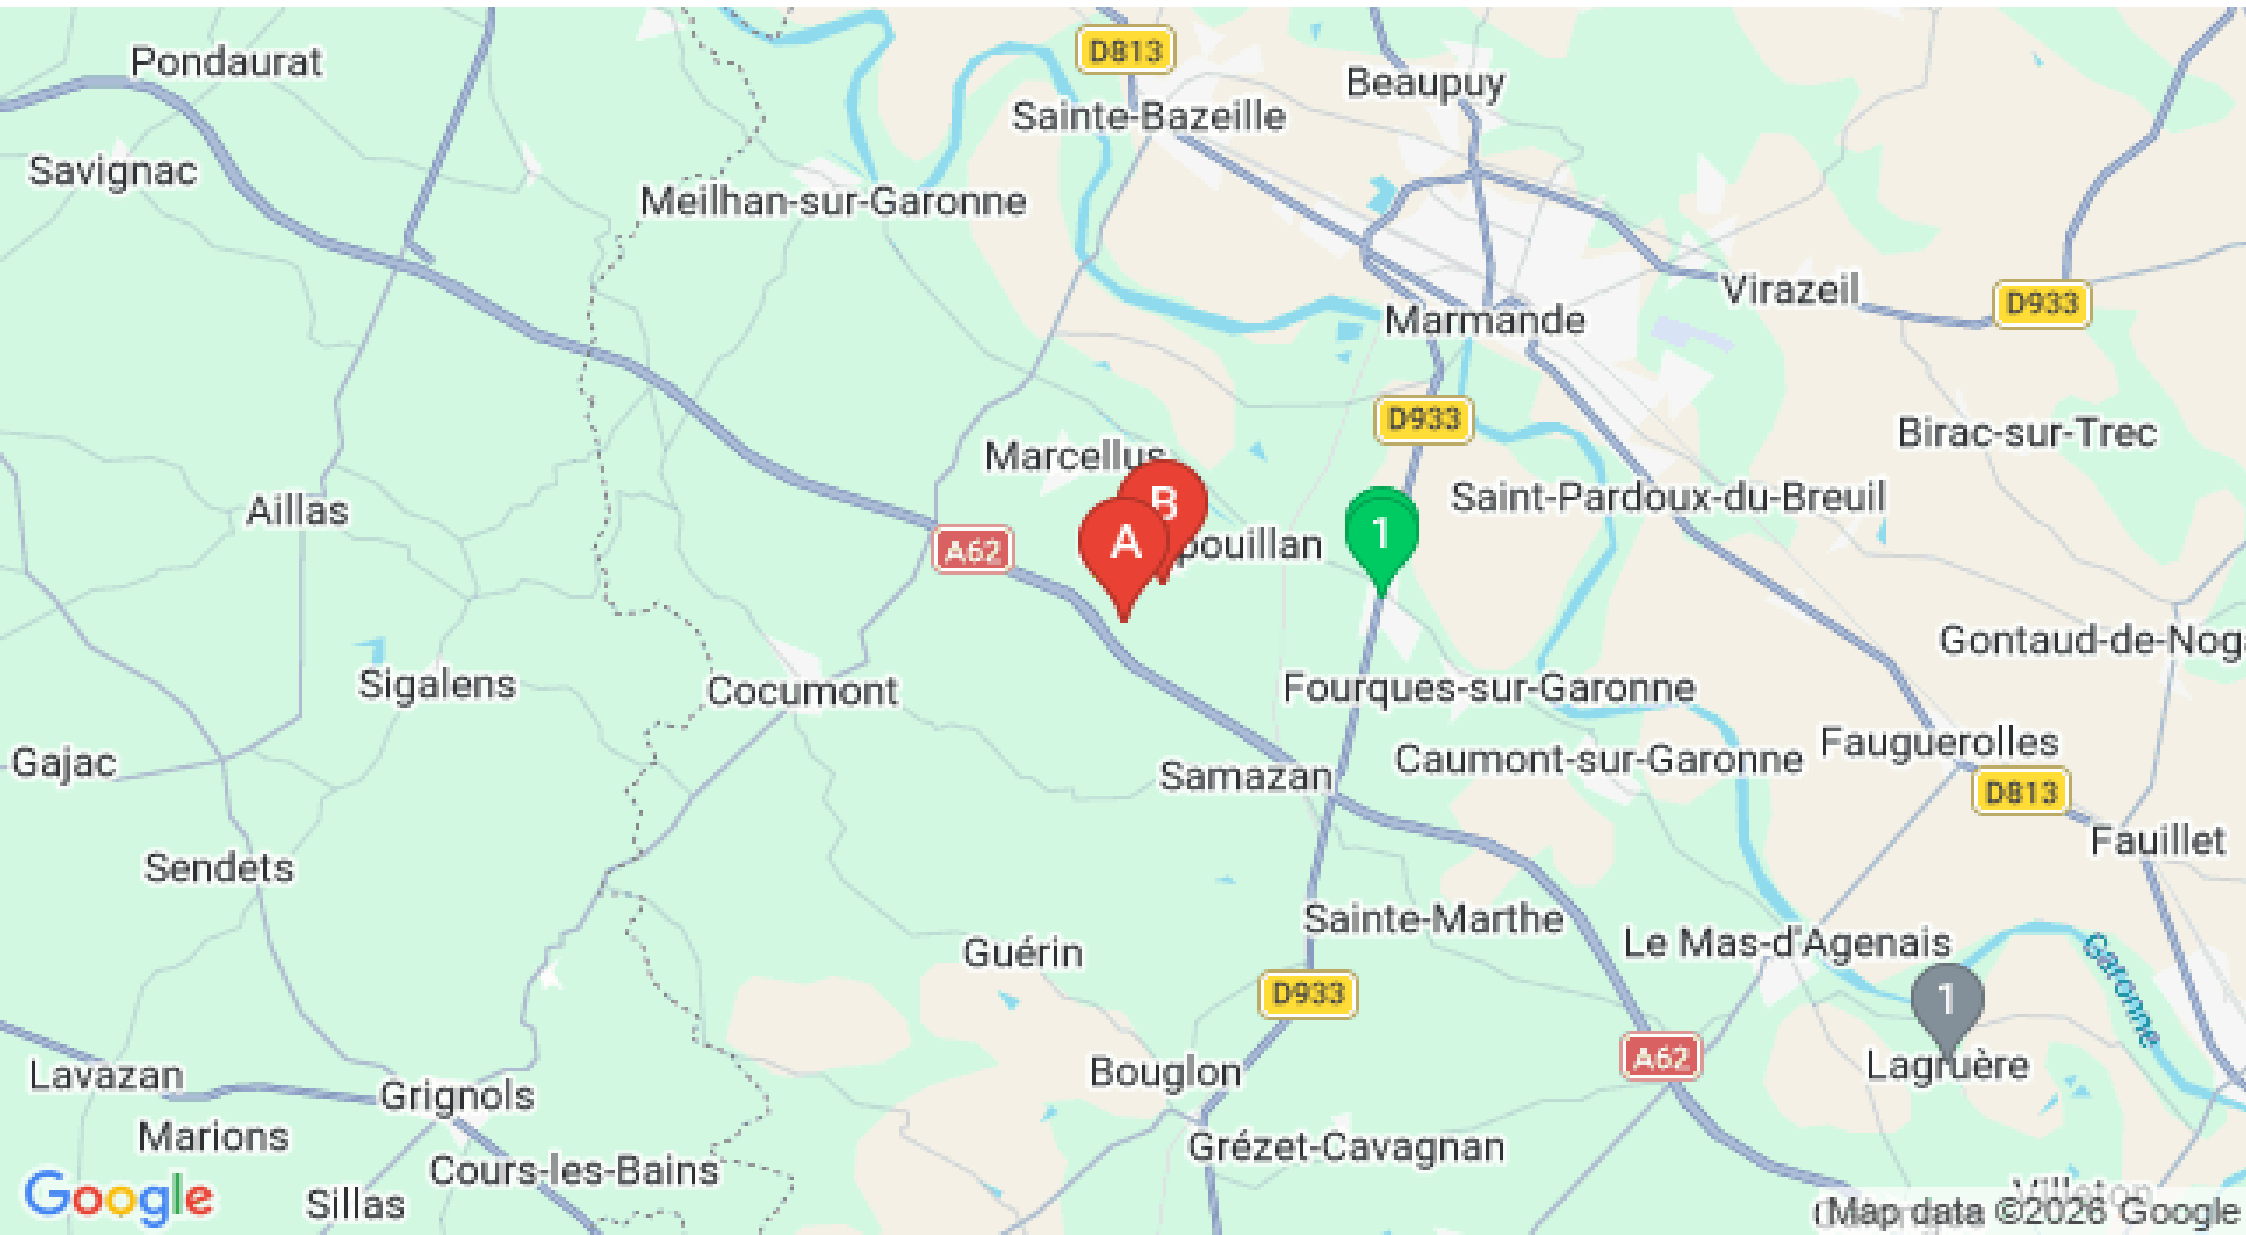 Pondaurat
D813
Beaupuy
Sainte-Bazeille
Savignac
Meilhan-sur-Garonne
Virazeil
D933
Marmande
D933
Birac-sur-Trec
Marcellus
Saint-Pardoux-du-Breuil
B
Aillas
A
1
pouillan
A62
Gontaud-de-Nog
Sigalens
Cocumont
Fourques-sur-Garonne
Fauguerolles
Gajac
Caumont-sur-Garonne
Samazan
D813
Fauillet
Sendets
Sainte-Marthe
Le Mas-d'Agenais
Guérin
Garonne
D933
1
A62
Lagruère
Bouglon
Lavazan
Grignols
Marions
Grézet-Cavagnan
Cours-les-Bains
Google
Sillas
Map data ©2026 Google